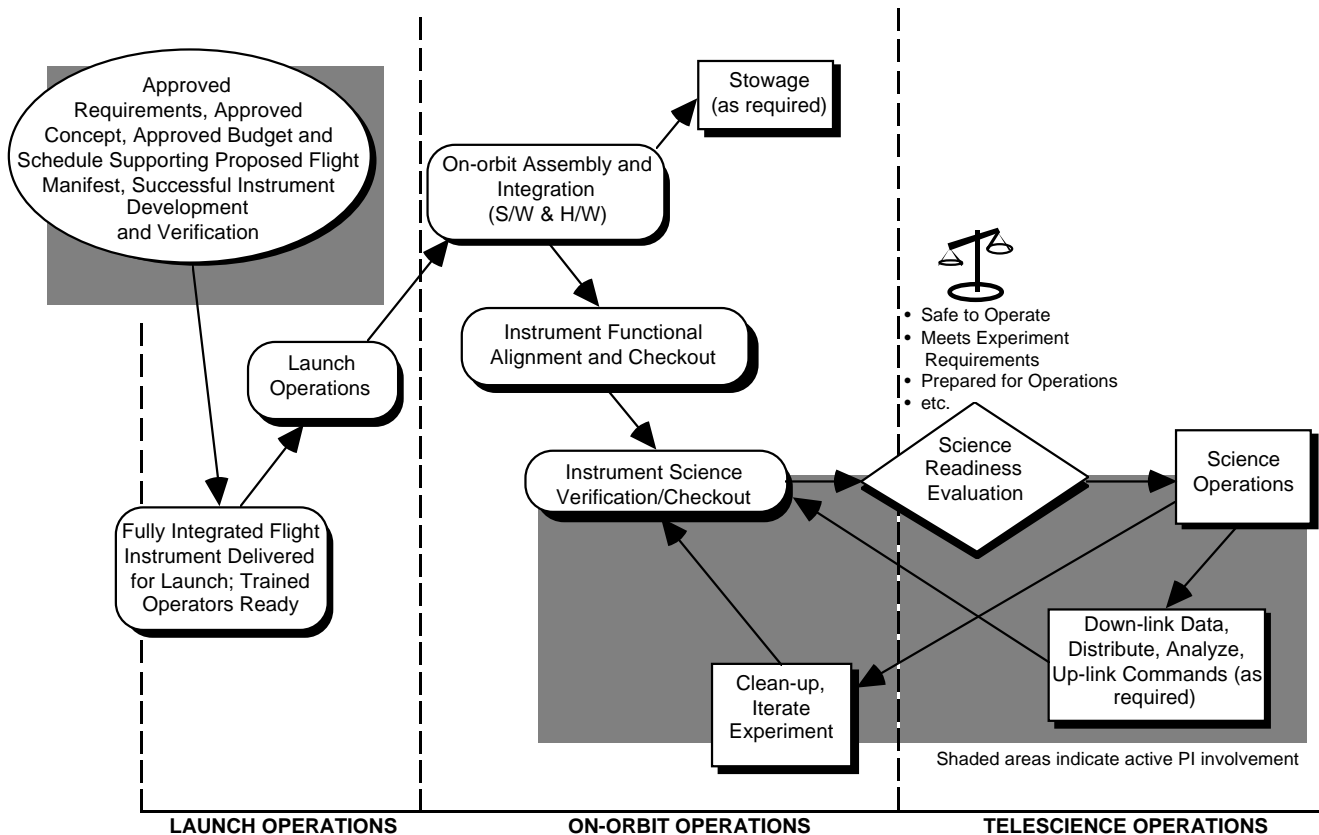 Approved
Requirements, Approved
Concept, Approved Budget and
Schedule Supporting Proposed Flight
Manifest, Successful Instrument
Development
and Verification
Fully Integrated Flight
Instrument Delivered
for Launch; Trained
Operators Ready
Launch
Operations
On-orbit Assembly and
Integration
(S/W & H/W)
Stowage
(as required)
Instrument Functional
Alignment and Checkout
Instrument Science
Verification/Checkout
• Safe to Operate
• Meets Experiment
Requirements
• Prepared for Operations
• etc.
Science
Readiness
Evaluation
Science
Operations
Down-link Data,
Distribute, Analyze,
Up-link Commands (as
required)
Clean-up,
Iterate
Experiment
Shaded areas indicate active PI involvement
LAUNCH OPERATIONS
ON-ORBIT OPERATIONS
TELESCIENCE OPERATIONS